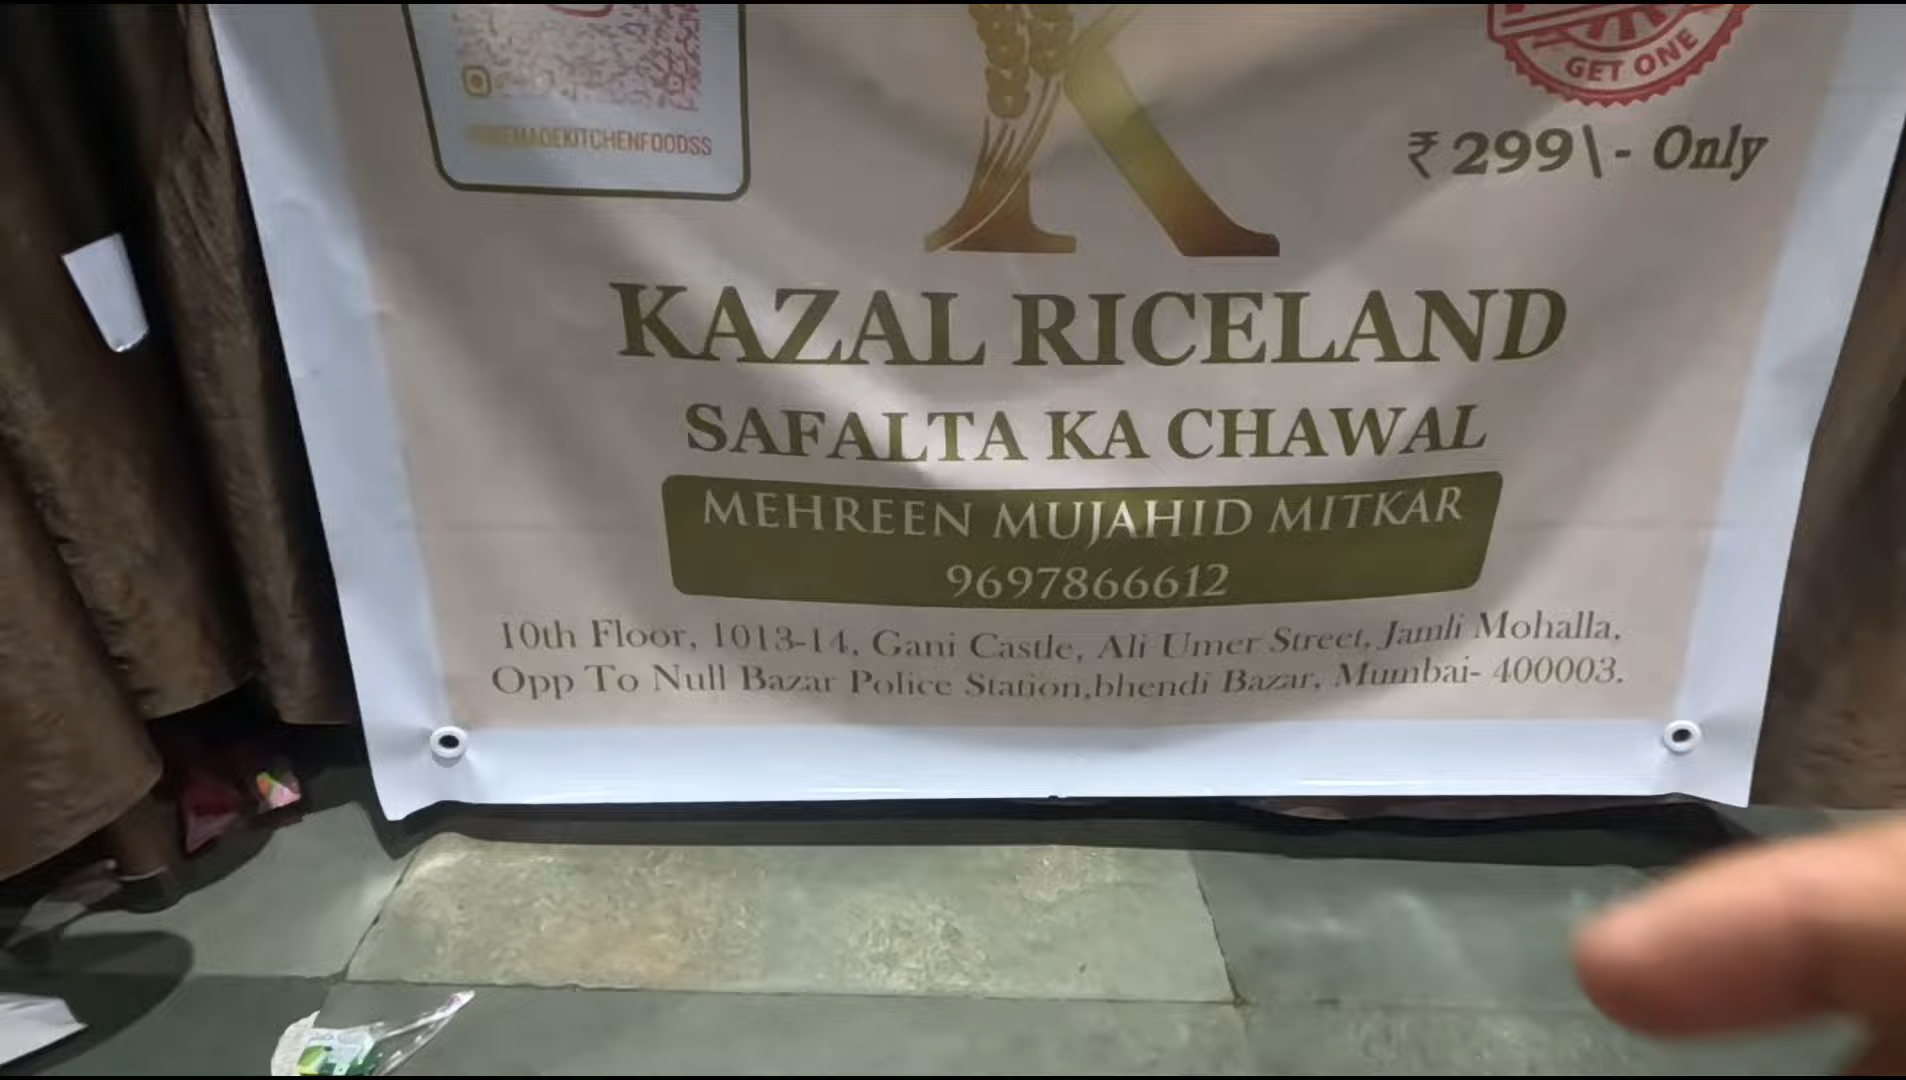 GET ONE
EMADEKITCHENFOODSS
₹ 299\- Only
K
KAZAL RICELAND
SAFALTA KA CHAWAL
MEHREEN MUJAHID MITKAR
9697866612
10th Floor, 1013-14, Gani Castle, Ali Umer Street, Jamli Mohalla,
Opp To Null Bazar Police Station,bhendi Bazar, Mumbai- 400003.